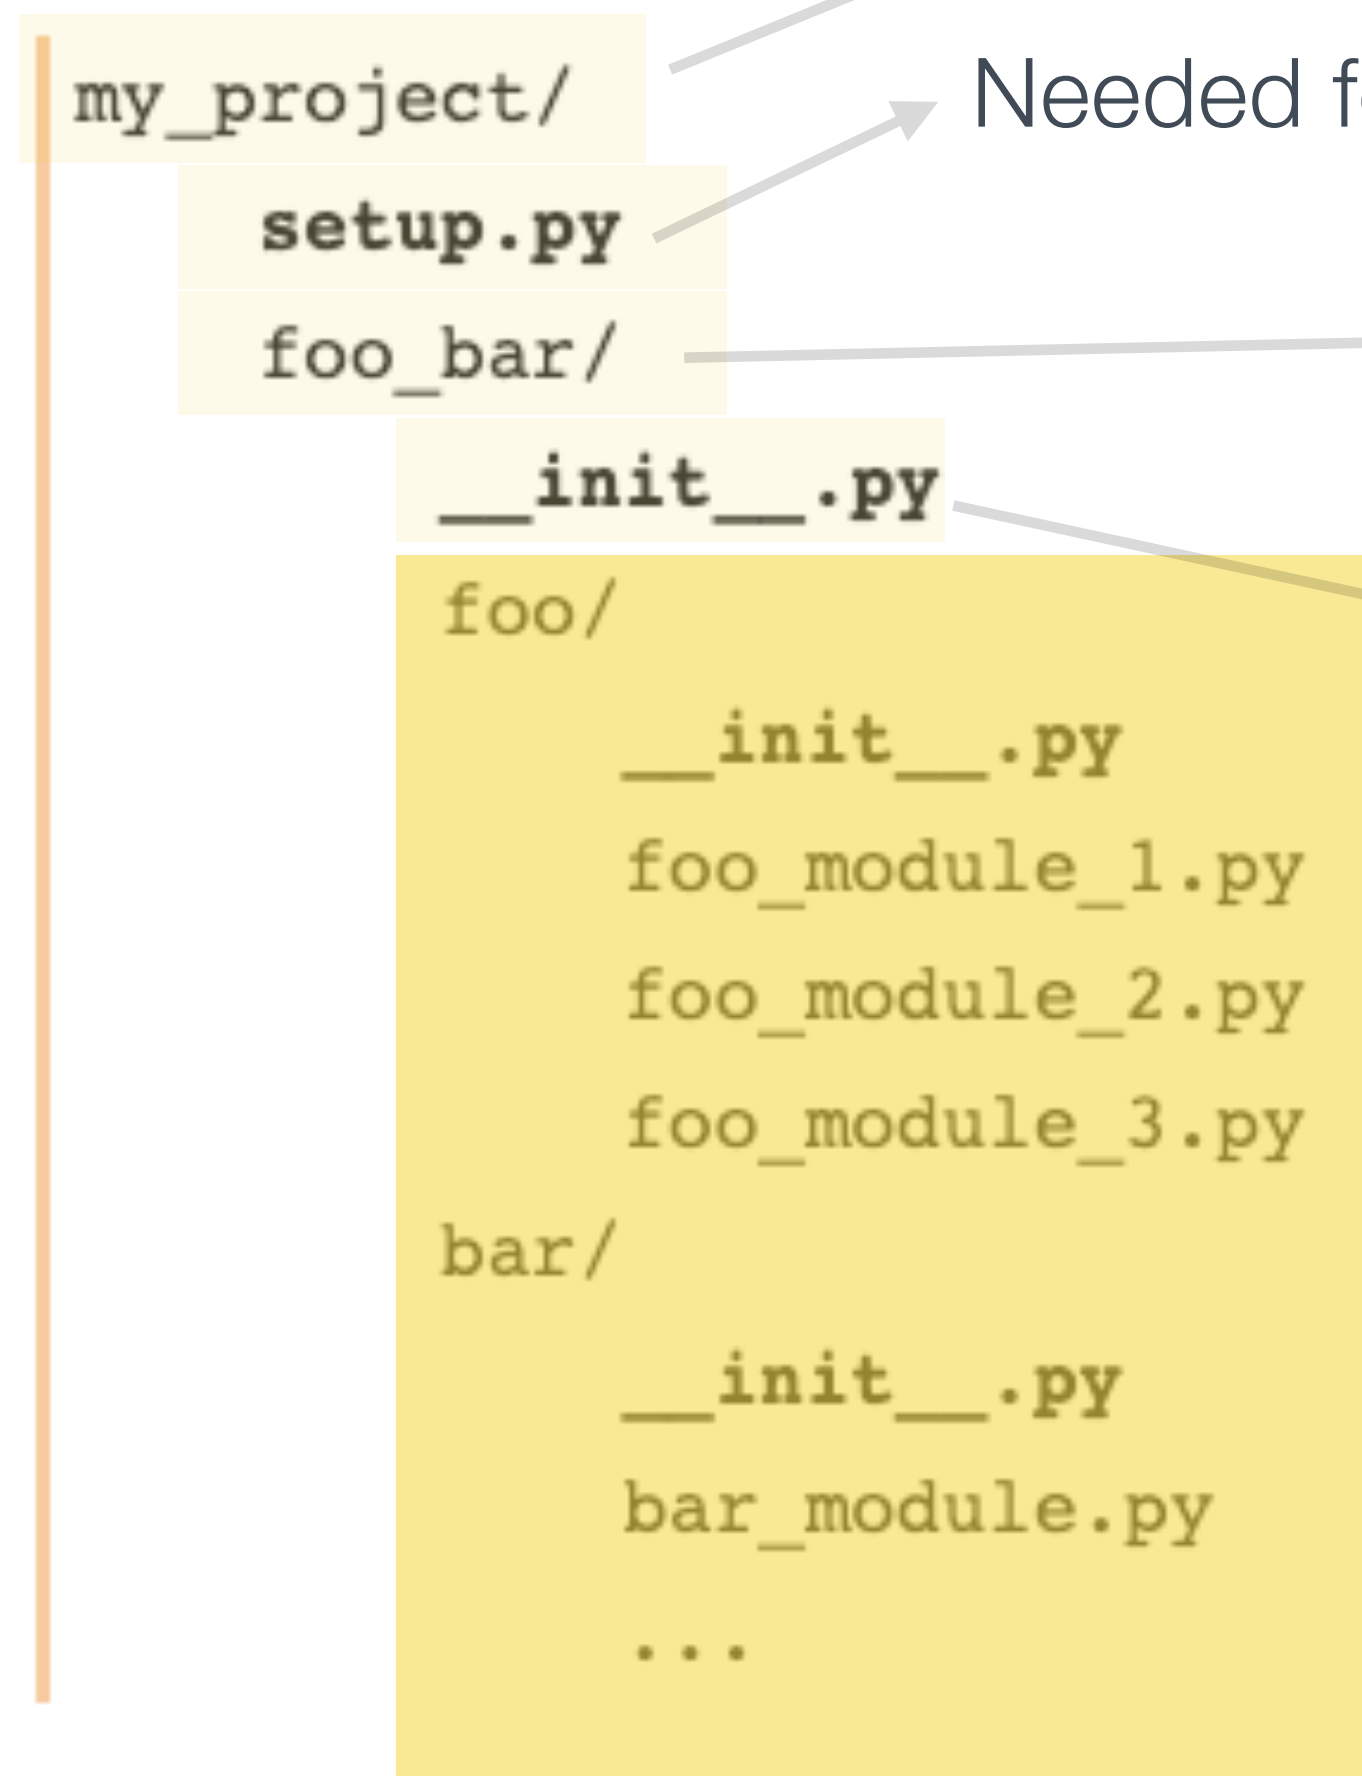 my_project/
Needed
setup.py
foo_bar/
__init__.py
foo/
__init__.py
foo_module_1.py
foo_module_2.py
foo_module_3.py
bar/
__init__.py
bar_module.py
...